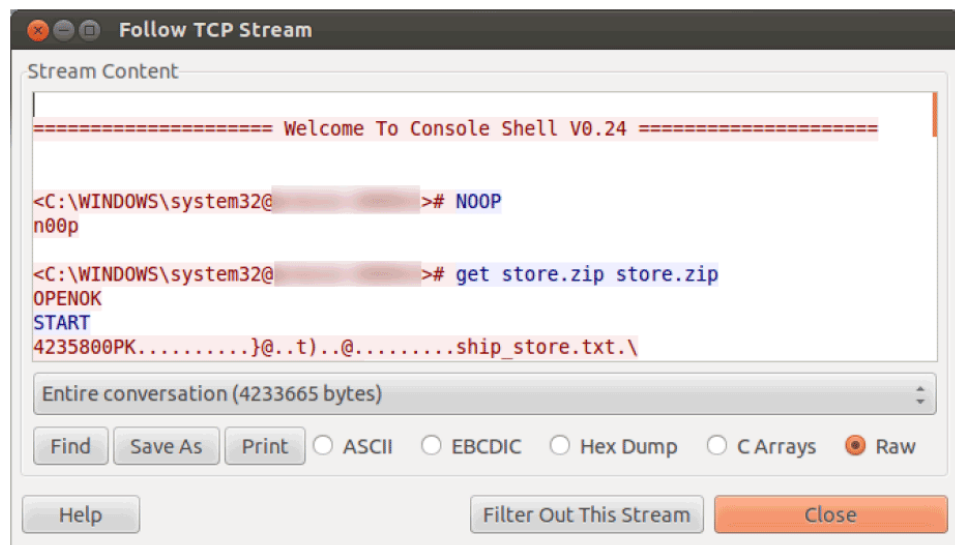 Follow TCP Stream
Stream Content
===================== Welcome To Console Shell V0.24 =====================
<C:\WINDOWS\system32@ ># NOOP
n00p
<C:\WINDOWS\system32@ ># get store.zip store.zip
OPENOK
START
4235800PK..........}@..t)..@.........ship_store.txt.\
Entire conversation (4233665 bytes)
Find Save As Print ASCII EBCDIC Hex Dump C Arrays Raw
Help Filter Out This Stream Close